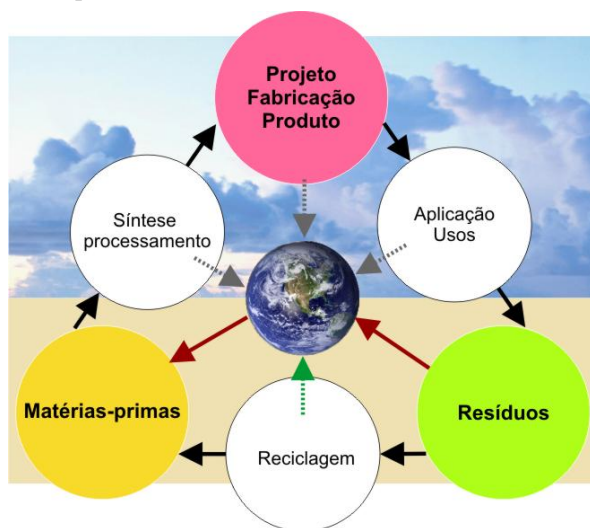 Projeto
Fabricação
Produto
Síntese
processamento
Aplicação
Usos
Matérias-primas
Resíduos
Reciclagem